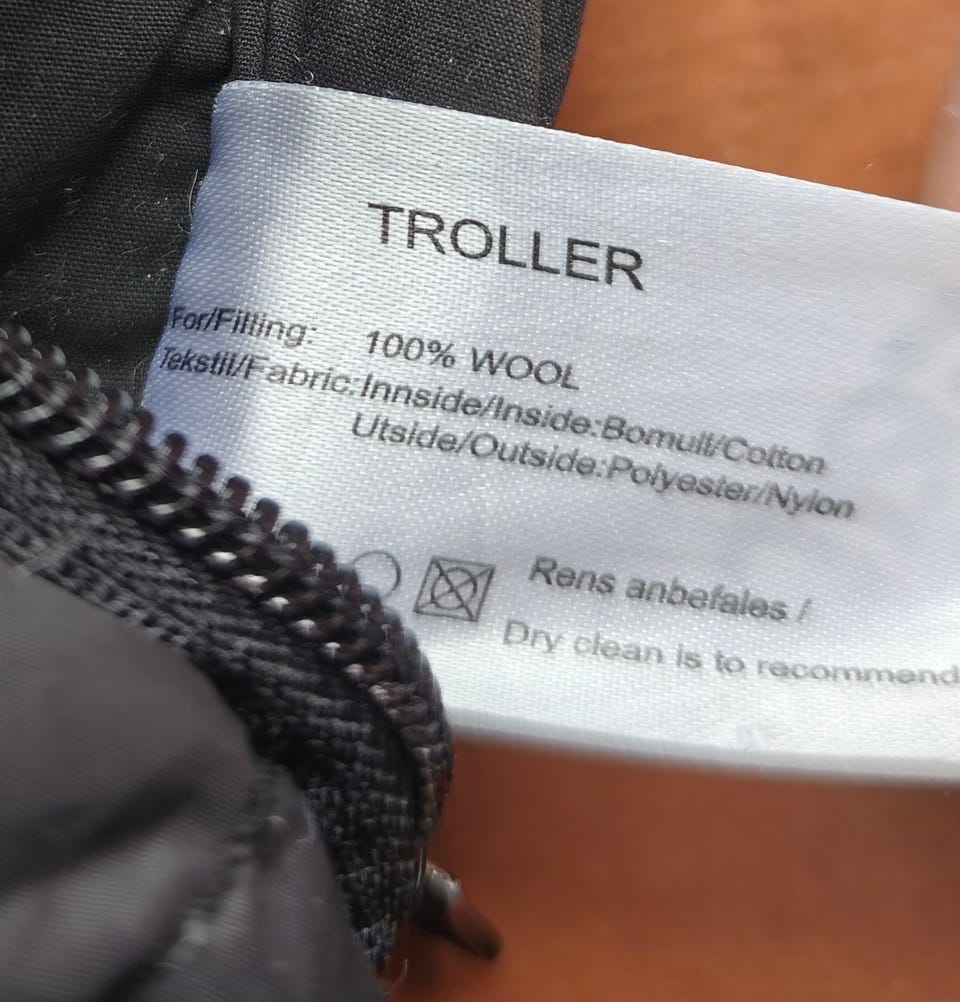 TROLLER
For/Filling: 100% WOOL
Tekstil/Fabric:Innside/Inside:Bomull/Cotton
Utside/Outside:Polyester/Nylon
Rens anbefales /
Dry clean is to recommend